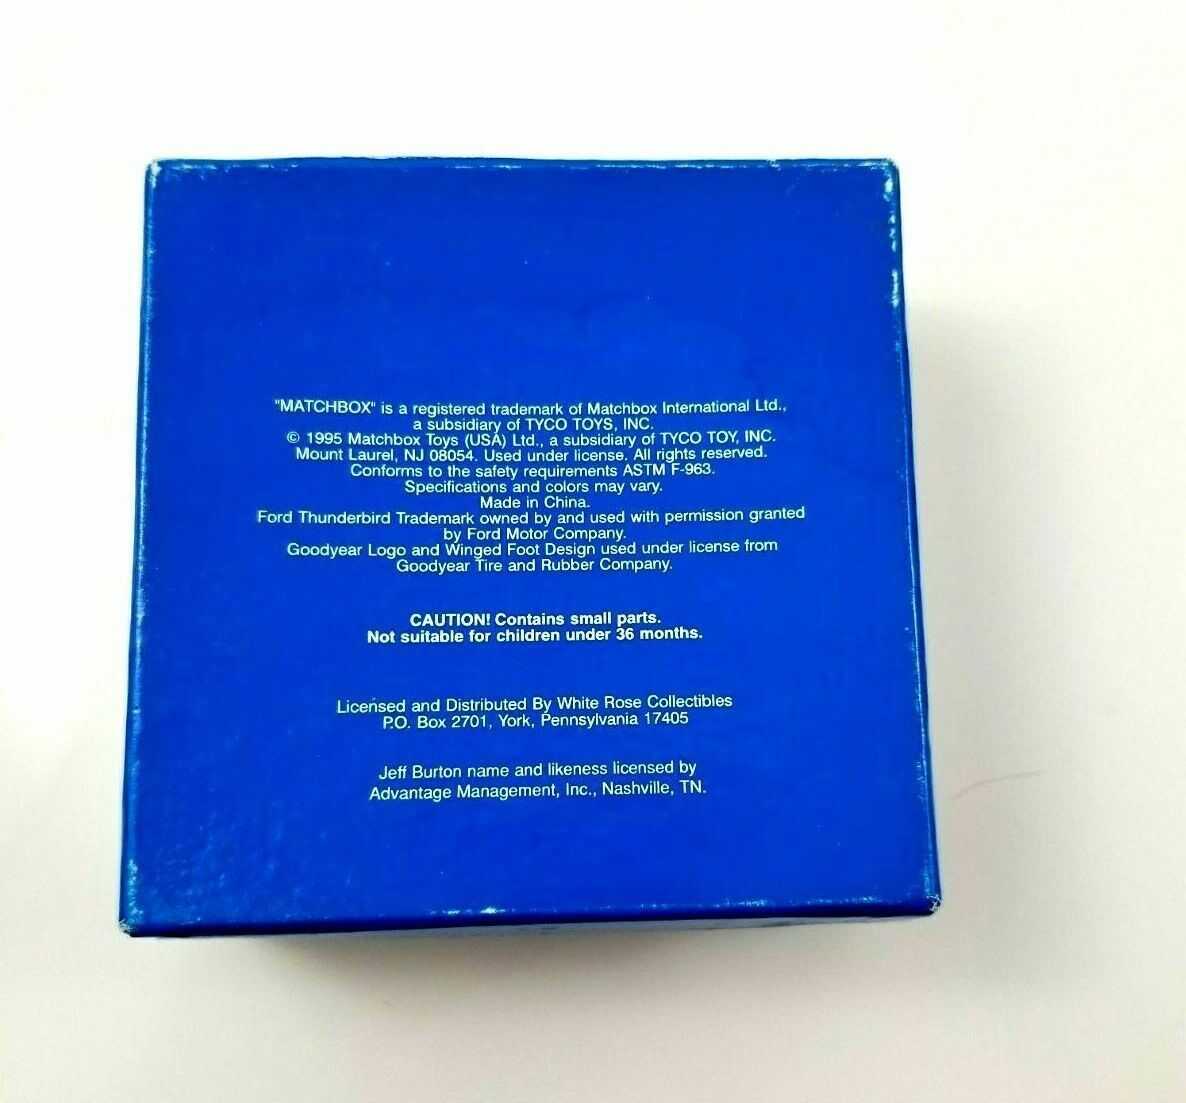 "MATCHBOX" is a registered trademark of Matchbox International Ltd.,
a subsidiary of TYCO TOYS, INC.
© 1995 Matchbox Toys (USA) Ltd., a subsidiary of TYCO TOY, INC.
Mount Laurel, NJ 08054. Used under license. All rights reserved.
Conforms to the safety requirements ASTM F-963.
Specifications and colors may vary.
Made in China.
Ford Thunderbird Trademark owned by and used with permission granted
by Ford Motor Company.
Goodyear Logo and Winged Foot Design used under license from
Goodyear Tire and Rubber Company.
CAUTION! Contains small parts.
Not suitable for children under 36 months.
Licensed and Distributed By White Rose Collectibles
P.O. Box 2701, York, Pennsylvania 17405
Jeff Burton name and likeness licensed by
Advantage Management, Inc., Nashville, TN.